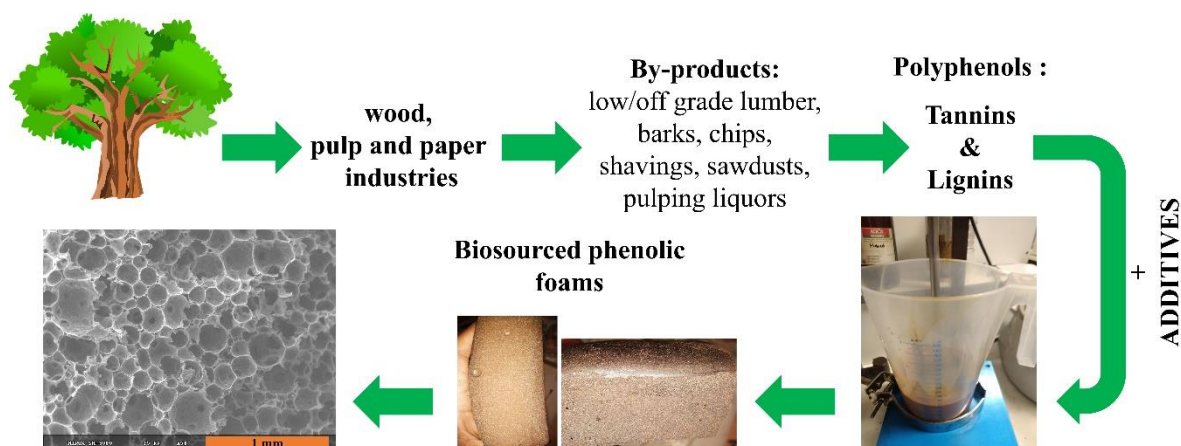 wood,
pulp and paper
industries
By-products:
low/off grade lumber,
barks, chips,
shavings, sawdusts,
pulping liquors
Polyphenols :
Tannins
&
Lignins
+
ADDITIVES
Biosourced phenolic
foams
1 mm